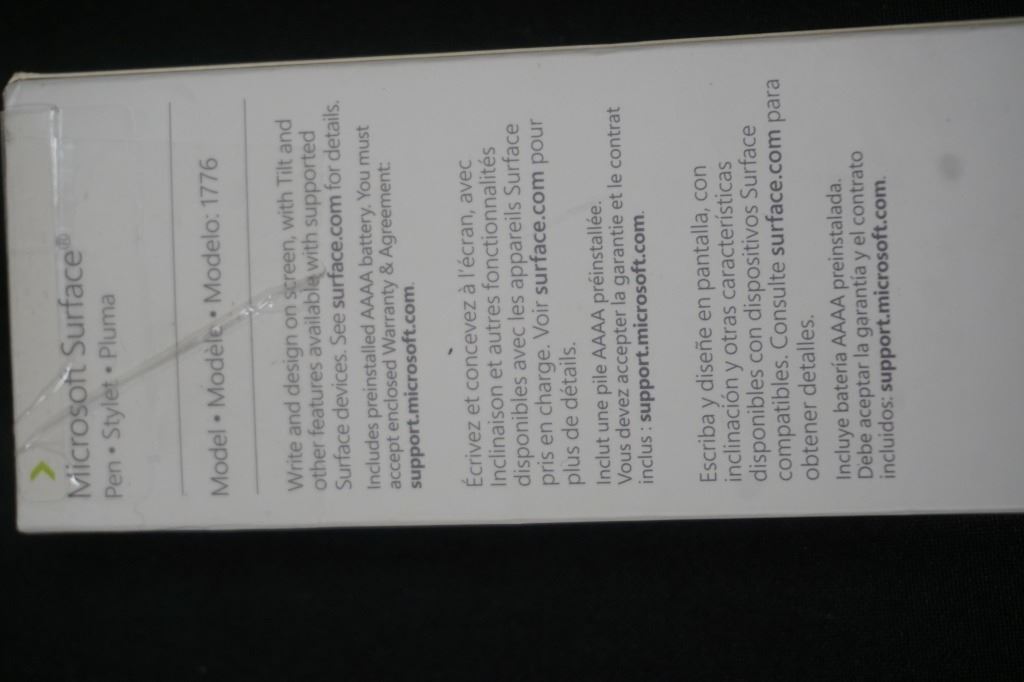 Microsoft Surface®
Pen • Stylet • Pluma
Model • Modèle • Modelo: 1776
Write and design on screen, with Tilt and
other features available with supported
Surface devices. See surface.com for details.
Includes preinstalled AAAA battery. You must
accept enclosed Warranty & Agreement:
support.microsoft.com.
Écrivez et concevez à l'écran, avec
Inclinaison et autres fonctionnalités
disponibles avec les appareils Surface
pris en charge. Voir surface.com pour
plus de détails.
Inclut une pile AAAA préinstallée.
Vous devez accepter la garantie et le contrat
inclus : support.microsoft.com.
Escriba y diseñe en pantalla, con
inclinación y otras características
disponibles con dispositivos Surface
compatibles. Consulte surface.com para
obtener detalles.
Incluye batería AAAA preinstalada.
Debe aceptar la garantía y el contrato
incluidos: support.microsoft.com.